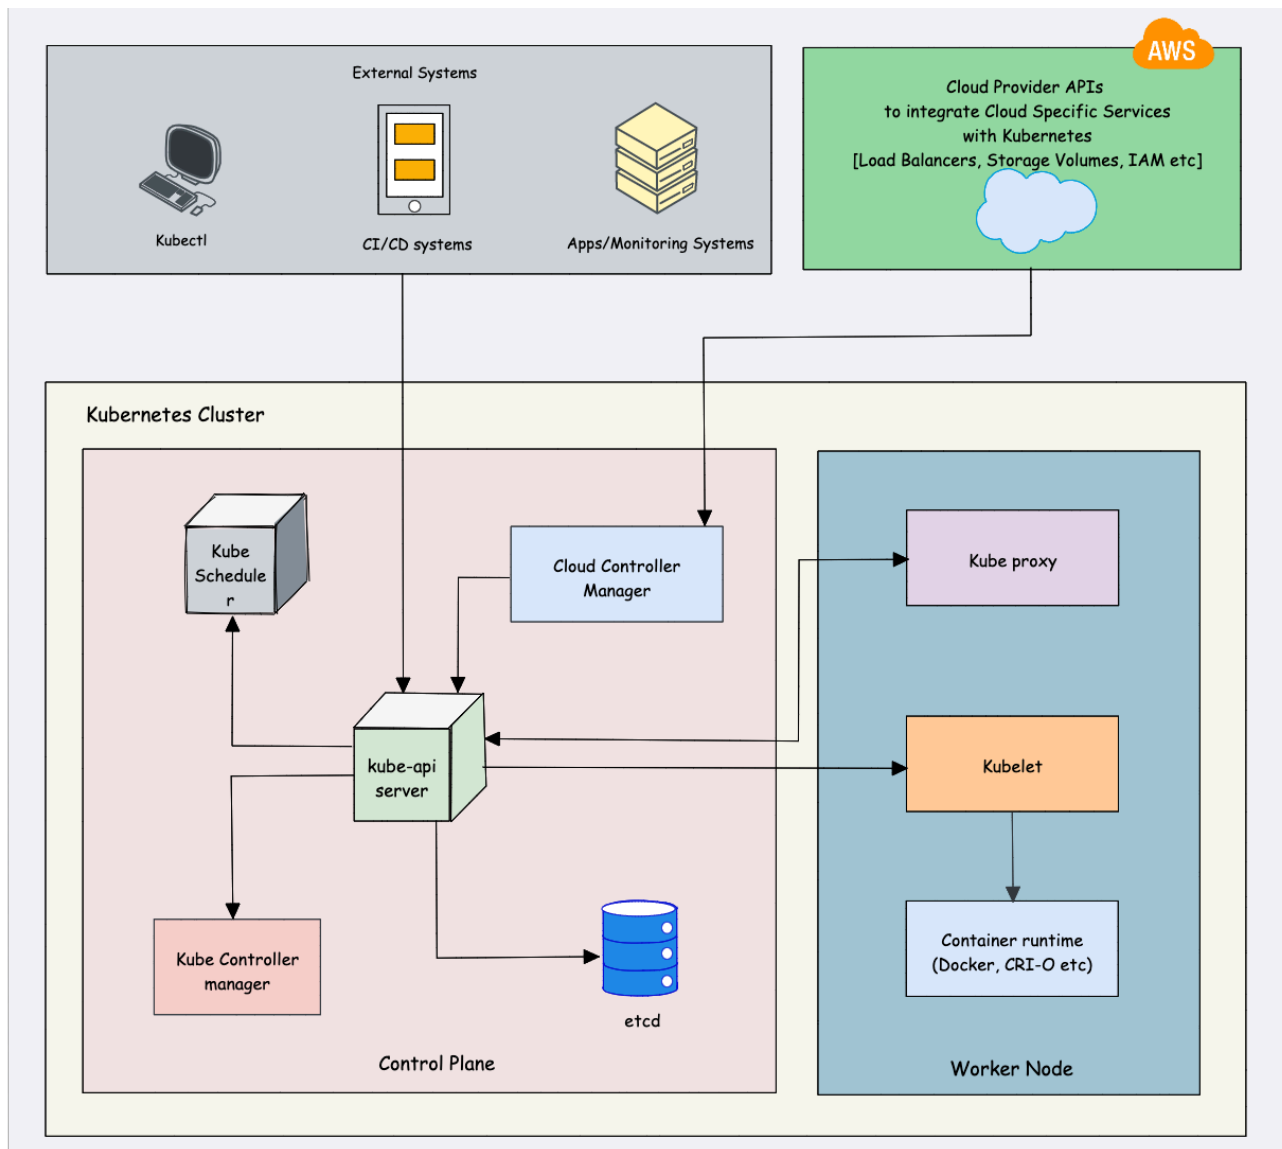 AWS
External Systems
Kubectl
CI/CD systems
Apps/Monitoring Systems
Cloud Provider APIs
to integrate Cloud Specific Services
with Kubernetes
[Load Balancers, Storage Volumes, IAM etc]
Kubernetes Cluster
Kube
Schedule
r
Cloud Controller
Manager
kube-api
server
Kube Controller
manager
etcd
Control Plane
Kube proxy
Kubelet
Container runtime
(Docker, CRI-O etc)
Worker Node